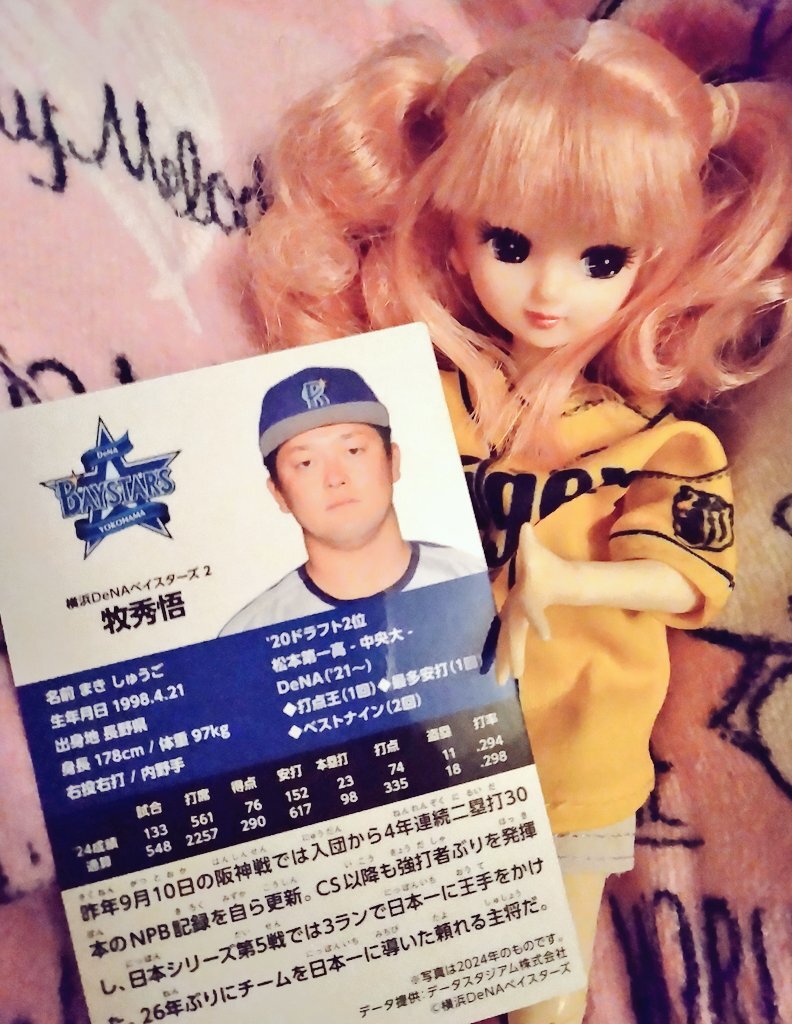 My Melo
DeNA
BAYSTARS
YOKOHAMA
横浜DeNAベイスターズ 2
牧秀悟
名前 まき しゅうご
生年月日 1998.4.21
出身地 長野県
身長 178cm / 体重 97kg
右投右打 / 内野手
'20ドラフト2位
松本第一高 - 中央大 -
DeNA('21~)
◆打点王(1回)◆最多安打(1回)
◆ベストナイン(2回)
試合 打席 得点 安打 本塁打 打点 盗塁 打率
24成績 133 561 76 152 23 74 11 .294
通算 548 2257 290 617 98 335 18 .298
昨年9月10日の阪神戦では入団から4年連続二塁打30
本のNPB記録を自ら更新。CS以降も強打者ぶりを発揮
し、日本シリーズ第5戦では3ランで日本一に王手をかけ
た。26年ぶりにチームを日本一に導いた頼れる主将だ。
※写真は2024年のものです。
データ提供:データスタジアム株式会社
©横浜DeNAベイスターズ
ger